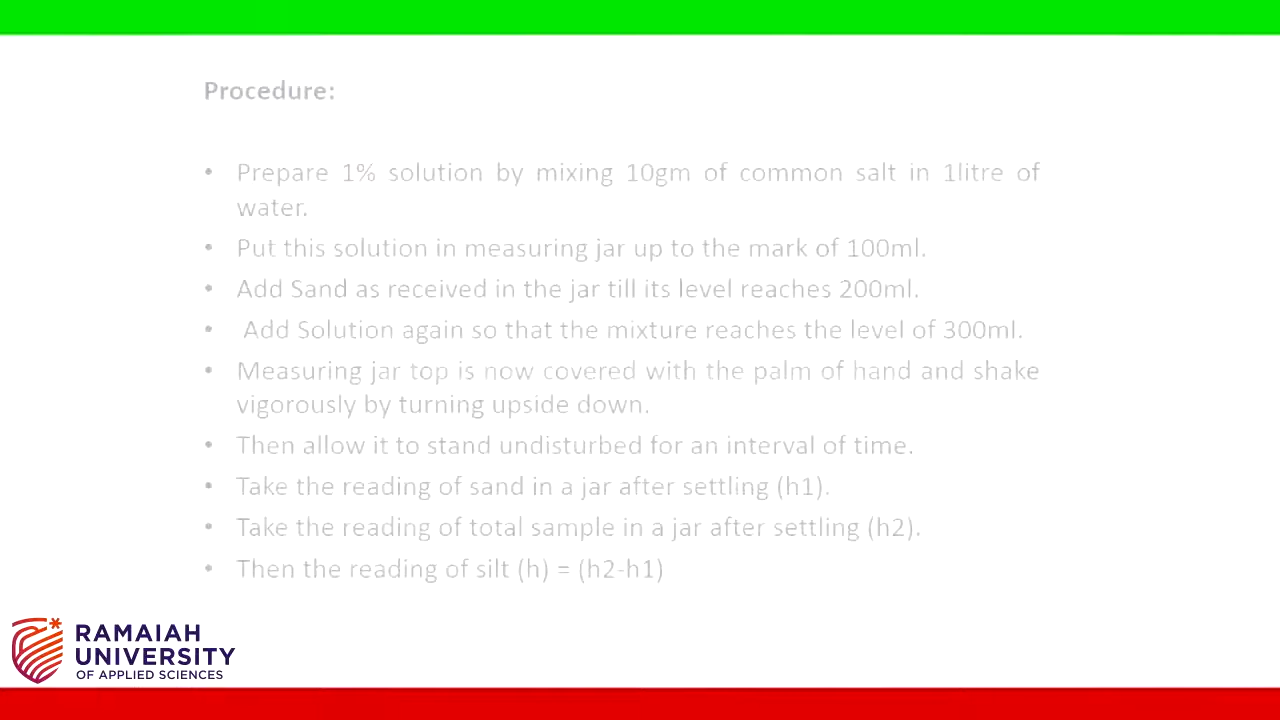 Procedure:
• Prepare 1% solution by mixing 10gm of common salt in 1litre of
water.
• Put this solution in measuring jar up to the mark of 100ml.
• Add Sand as received in the jar till its level reaches 200ml.
• Add Solution again so that the mixture reaches the level of 300ml.
• Measuring jar top is now covered with the palm of hand and shake
vigorously by turning upside down.
• Then allow it to stand undisturbed for an interval of time.
• Take the reading of sand in a jar after settling (h1).
• Take the reading of total sample in a jar after settling (h2).
• Then the reading of silt (h) = (h2-h1)
RAMAIAH
UNIVERSITY
OF APPLIED SCIENCES